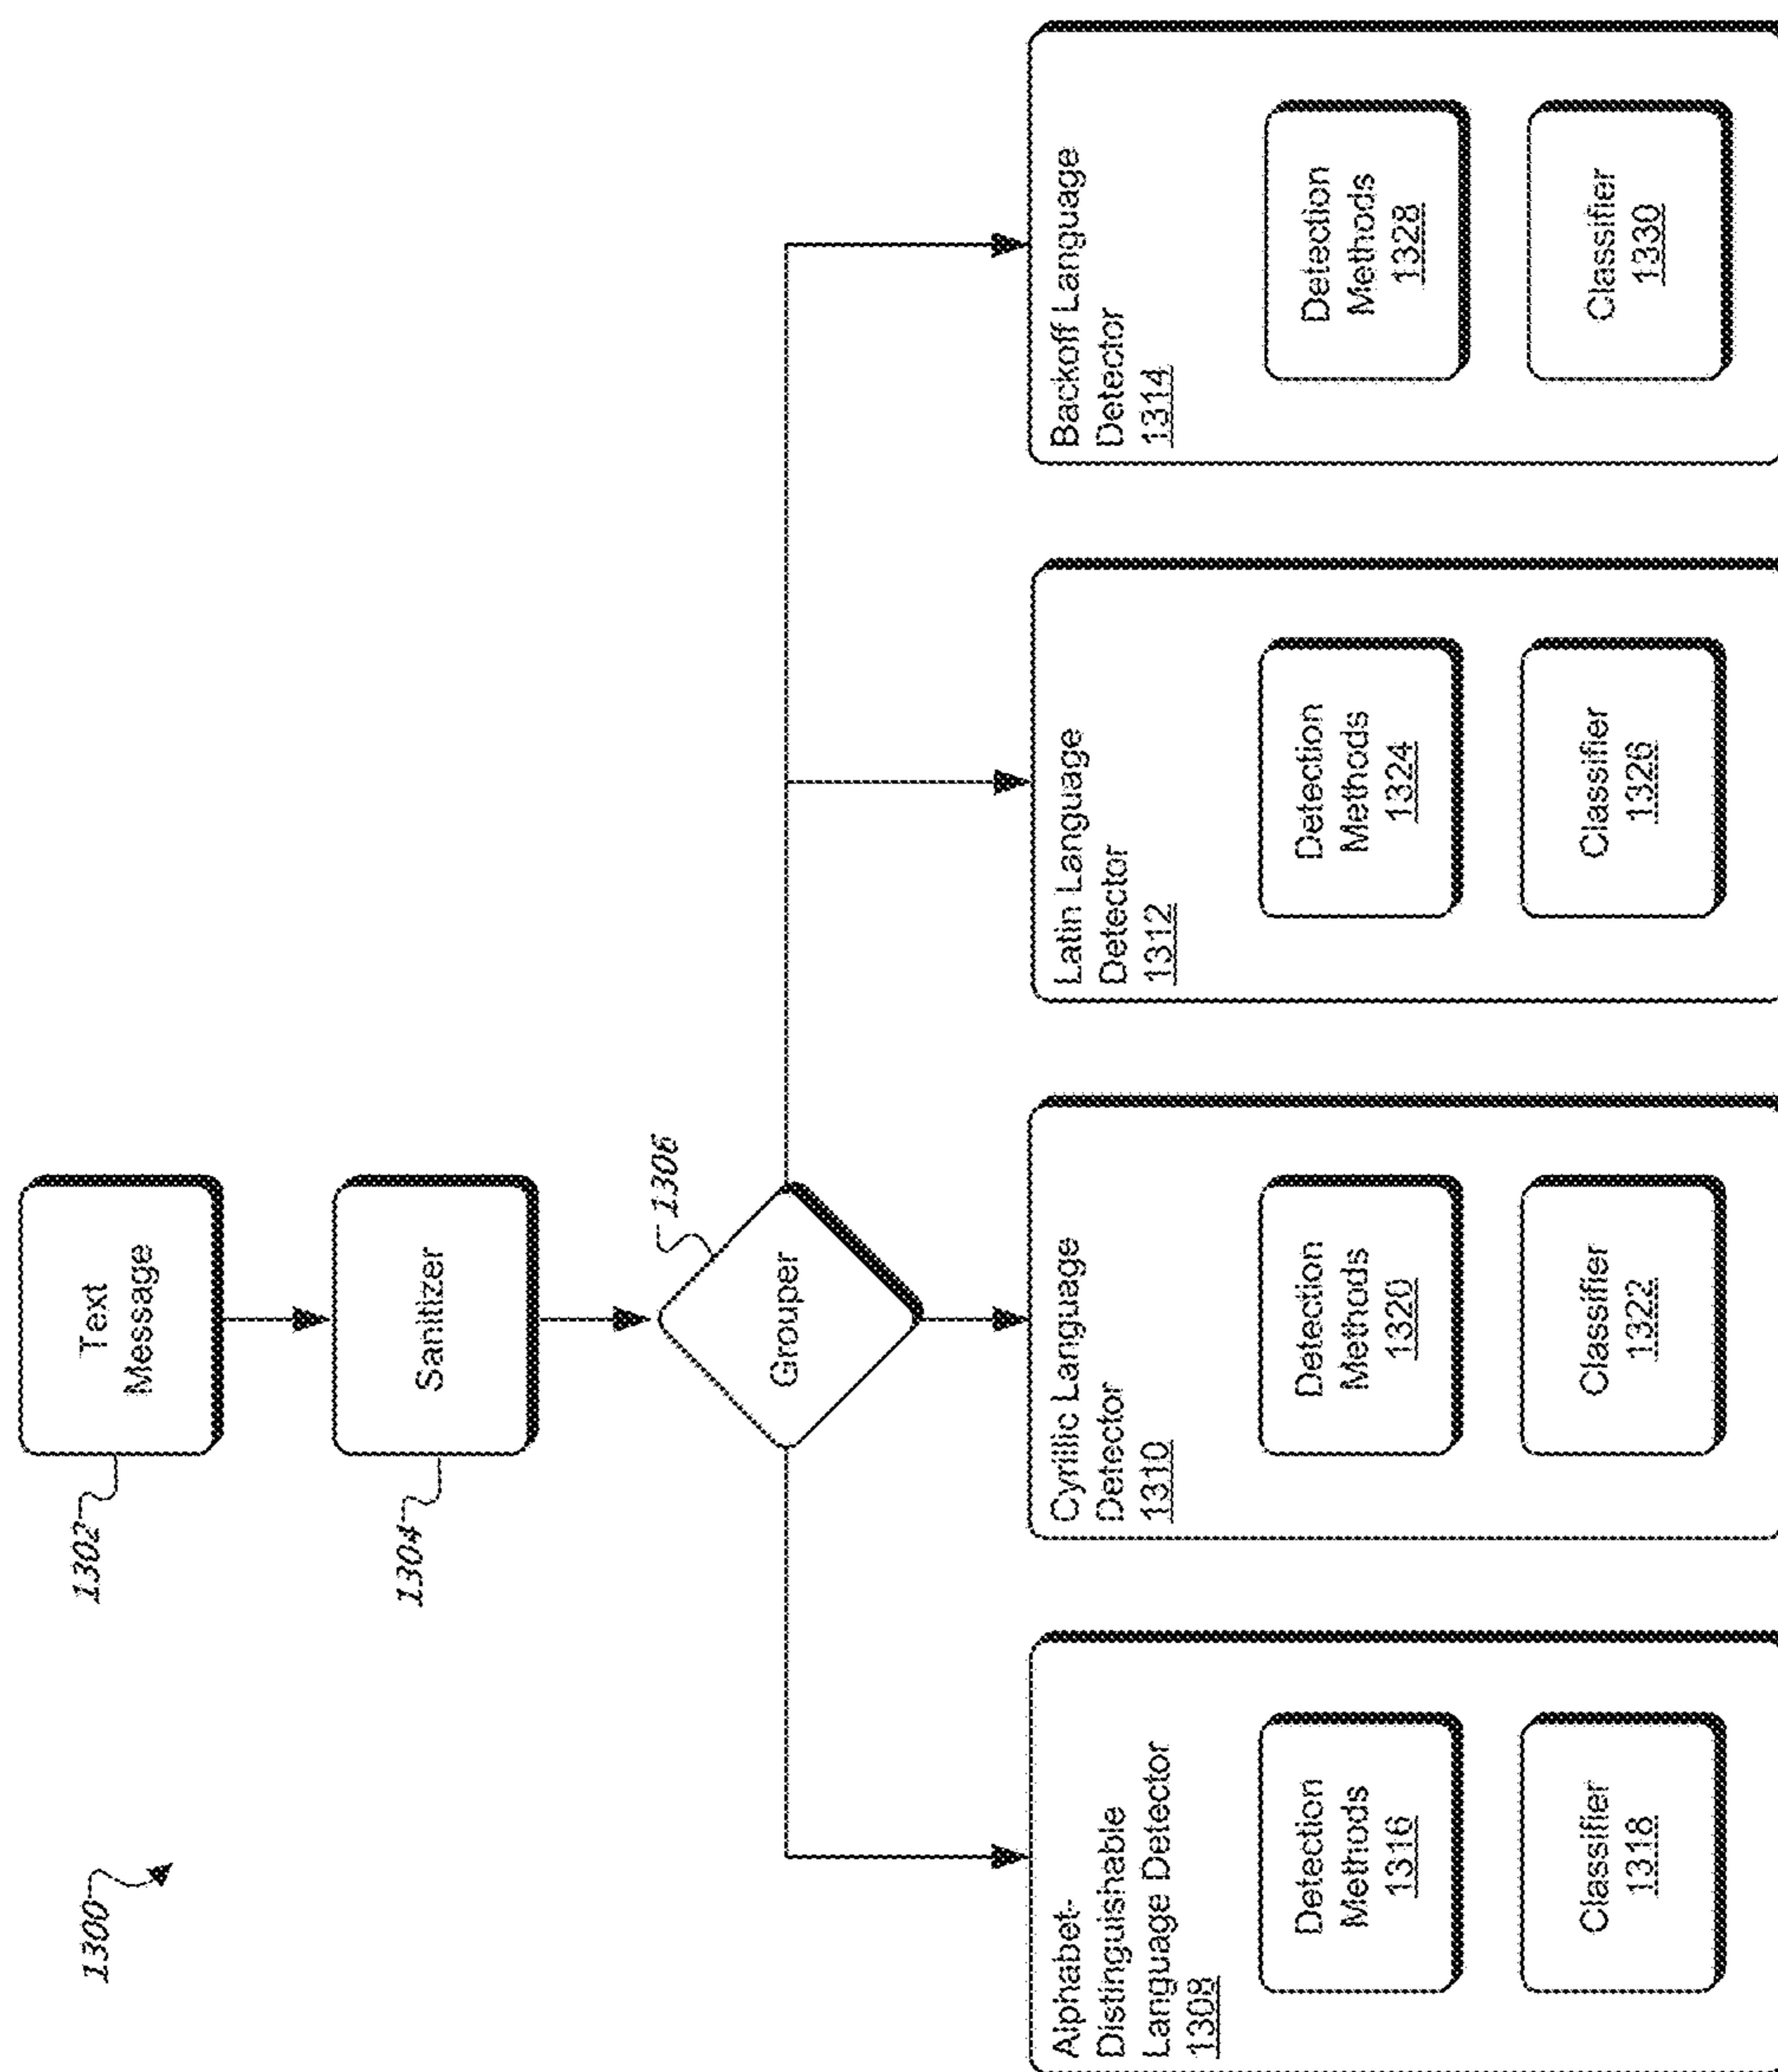 1300
1302
Text
Message
1304
Sanitizer
1306
Grouper
Alphabet-
Distinguishable
Language Detector
1308
Detection
Methods
1316
Classifier
1318
Cyrillic Language
Detector
1310
Detection
Methods
1320
Classifier
1322
Latin Language
Detector
1312
Detection
Methods
1324
Classifier
1326
Backoff Language
Detector
1314
Detection
Methods
1328
Classifier
1330